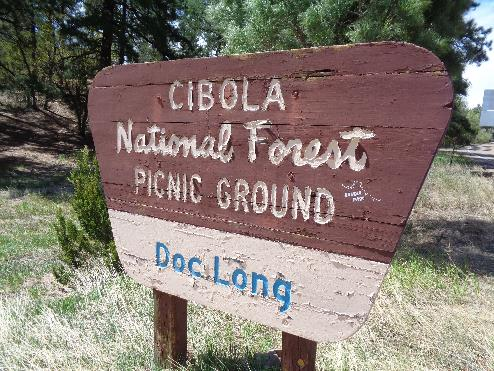 CIBOLA
National Forest
PICNIC GROUND
Doc Long